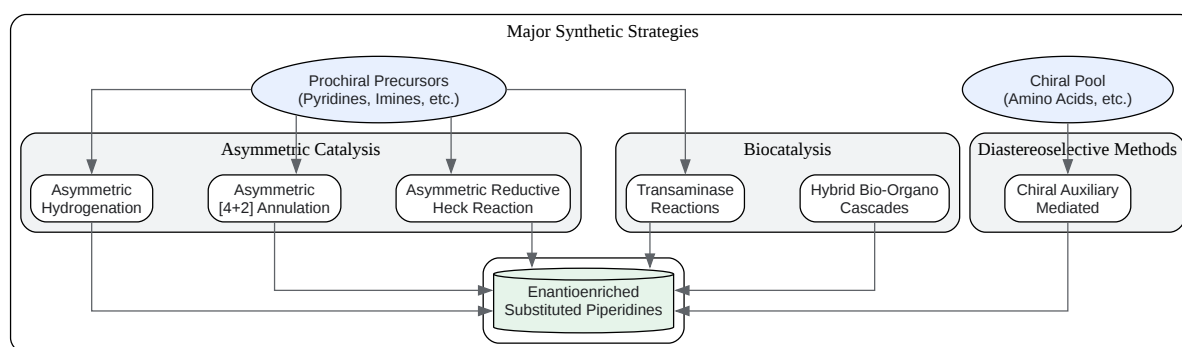 Major Synthetic Strategies
Prochiral Precursors
(Pyridines, Imines, etc.)
Chiral Pool
(Amino Acids, etc.)
Asymmetric Catalysis
Biocatalysis
Diastereoselective Methods
Asymmetric
Hydrogenation
Asymmetric
[4+2] Annulation
Asymmetric Reductive
Heck Reaction
Transaminase
Reactions
Hybrid Bio-Organo
Cascades
Chiral Auxiliary
Mediated
Enantioenriched
Substituted Piperidines